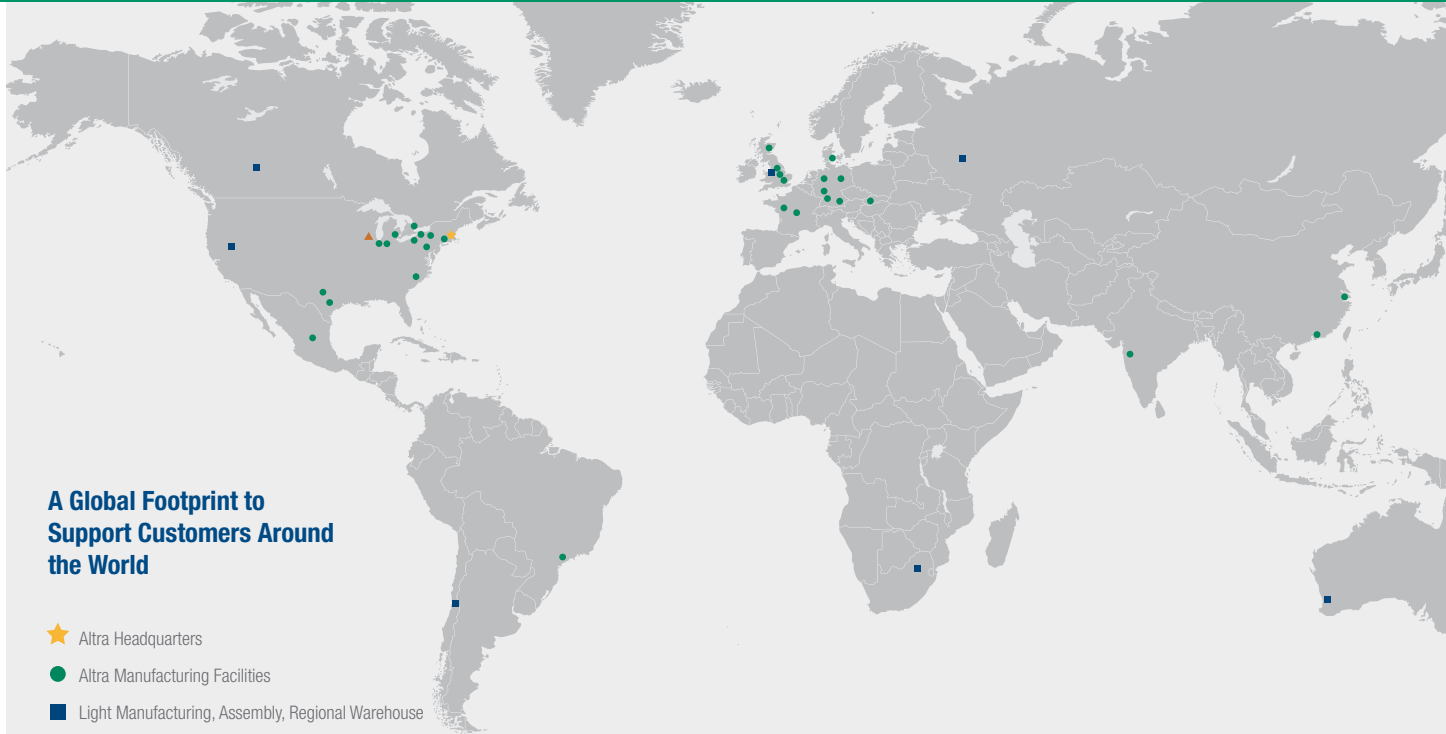 A Global Footprint to
Support Customers Around
the World
Altra Headquarters
Altra Manufacturing Facilities
Light Manufacturing, Assembly, Regional Warehouse